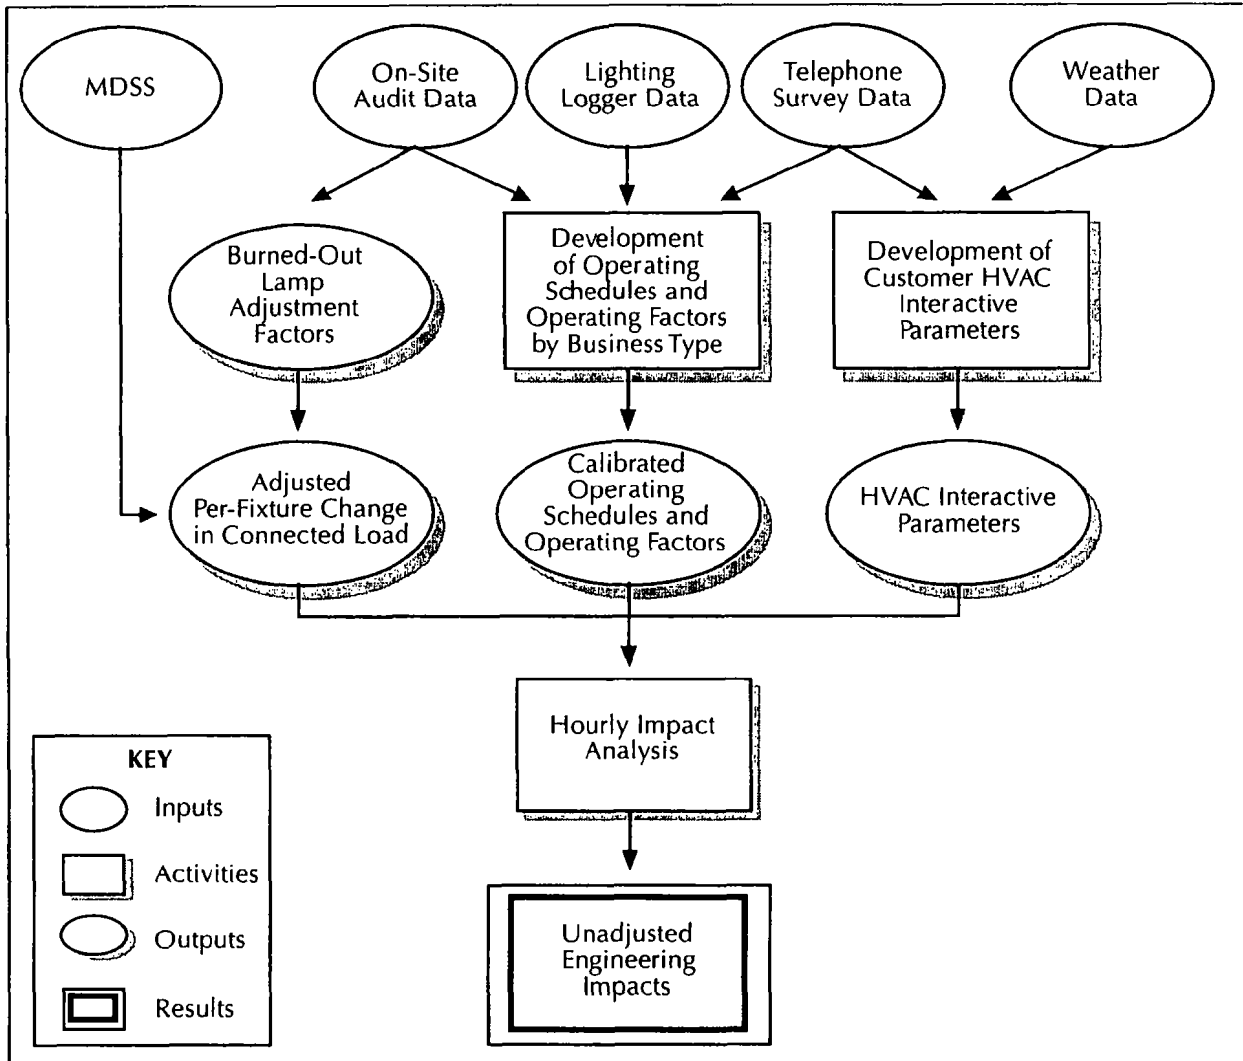 MDSS
On-Site
Audit Data
Lighting
Logger Data
Telephone
Survey Data
Weather
Data
Burned-Out
Lamp
Adjustment
Factors
Development
of Operating
Schedules and
Operating Factors
by Business Type
Development of
Customer HVAC
Interactive
Parameters
Adjusted
Per-Fixture Change
in Connected Load
Calibrated
Operating
Schedules and
Operating Factors
HVAC Interactive
Parameters
Hourly Impact
Analysis
Unadjusted
Engineering
Impacts
KEY
Inputs
Activities
Outputs
Results